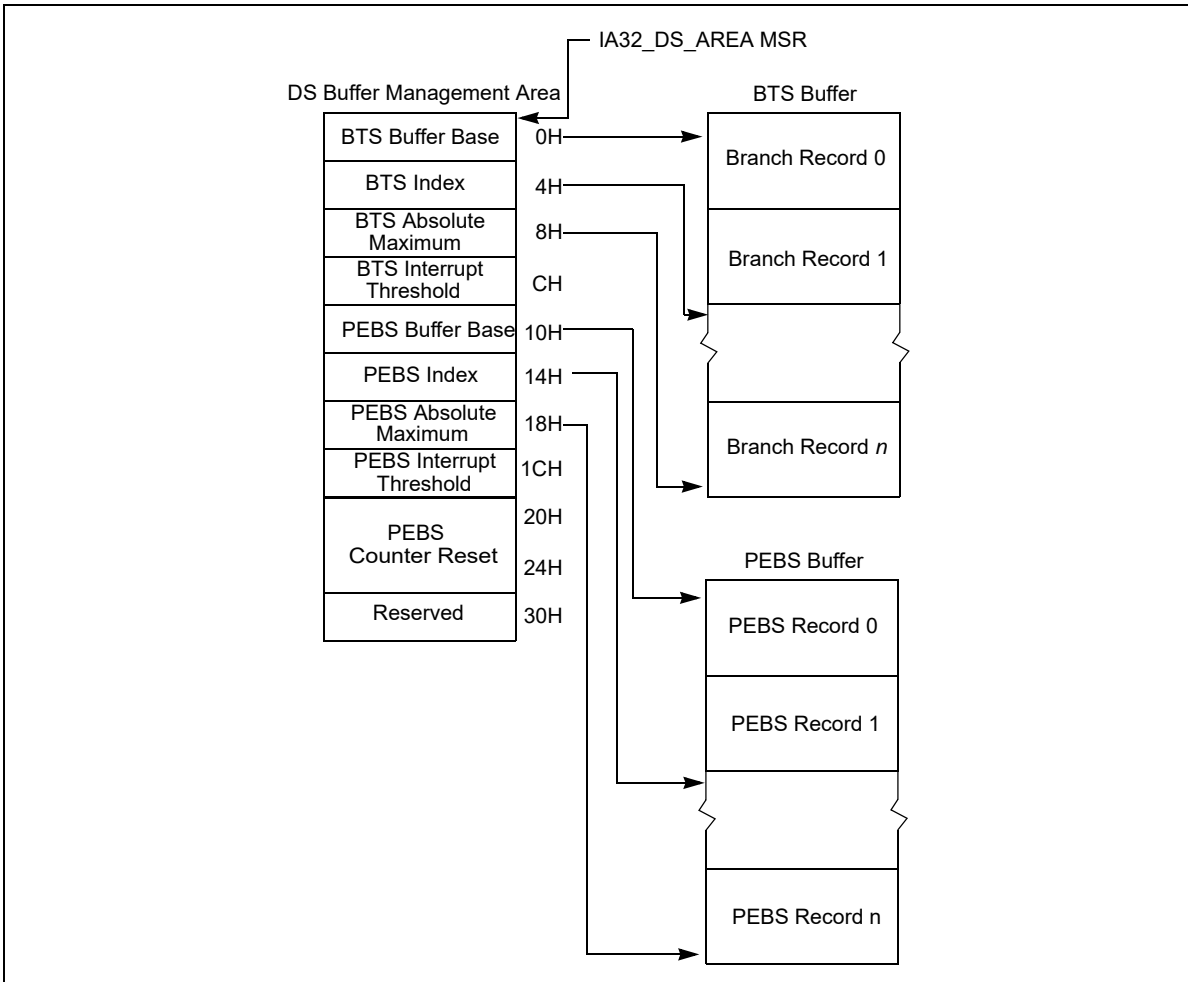 IA32_DS_AREA MSR
DS Buffer Management Area
BTS Buffer Base 0H
BTS Index 4H
BTS Absolute
Maximum 8H
BTS Interrupt
Threshold CH
PEBS Buffer Base 10H
PEBS Index 14H
PEBS Absolute
Maximum 18H
PEBS Interrupt
Threshold 1CH
20H
PEBS
Counter Reset
24H
Reserved 30H
BTS Buffer
Branch Record 0
Branch Record 1
Branch Record n
PEBS Buffer
PEBS Record 0
PEBS Record 1
PEBS Record n